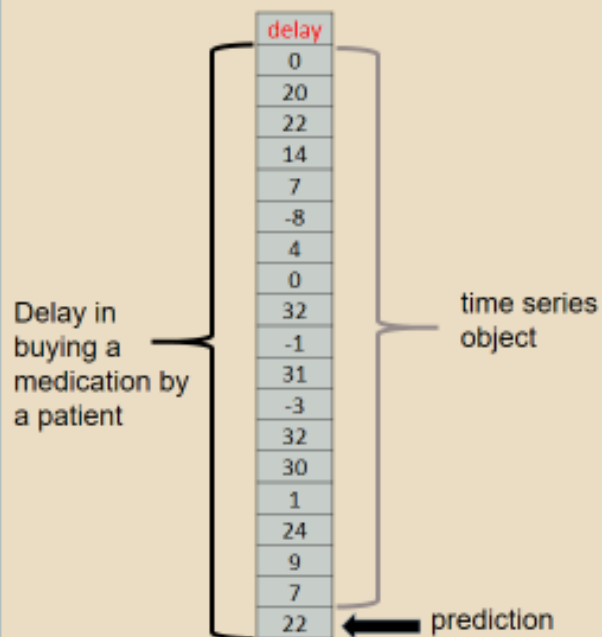 delay
0
20
22
14
7
-8
4
0
32
-1
31
-3
32
30
1
24
9
7
22
Delay in
buying a
medication by
a patient
time series
object
prediction